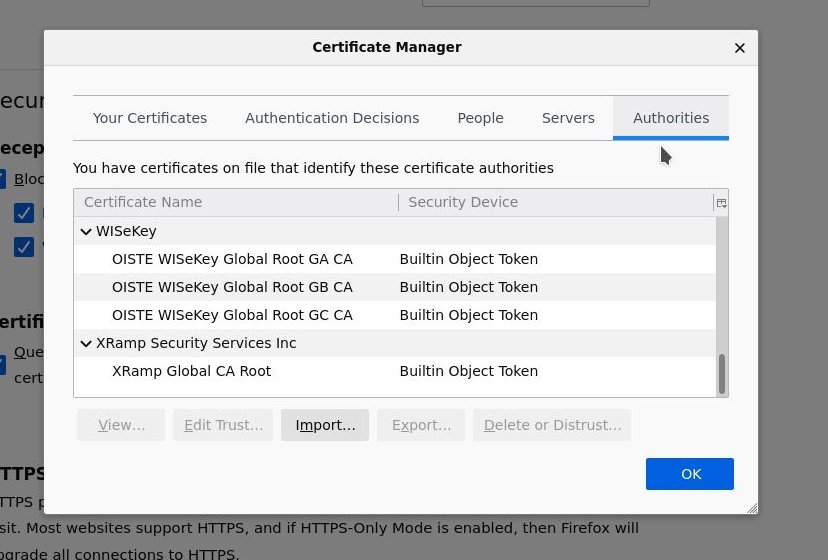 Certificate Manager
Your Certificates Authentication Decisions People Servers Authorities
You have certificates on file that identify these certificate authorities
Certificate Name Security Device
WISeKey
OISTE WISeKey Global Root GA CA Builtin Object Token
OISTE WISeKey Global Root GB CA Builtin Object Token
OISTE WISeKey Global Root GC CA Builtin Object Token
XRamp Security Services Inc
XRamp Global CA Root Builtin Object Token
View… Edit Trust… Import… Export… Delete or Distrust…
OK
ecur
ecep
Bloc
ertifi
Que
cert
TTPS
TTPS p
sit. Most websites support HTTPS, and if HTTPS-Only Mode is enabled, then Firefox will
pgrade all connections to HTTPS.